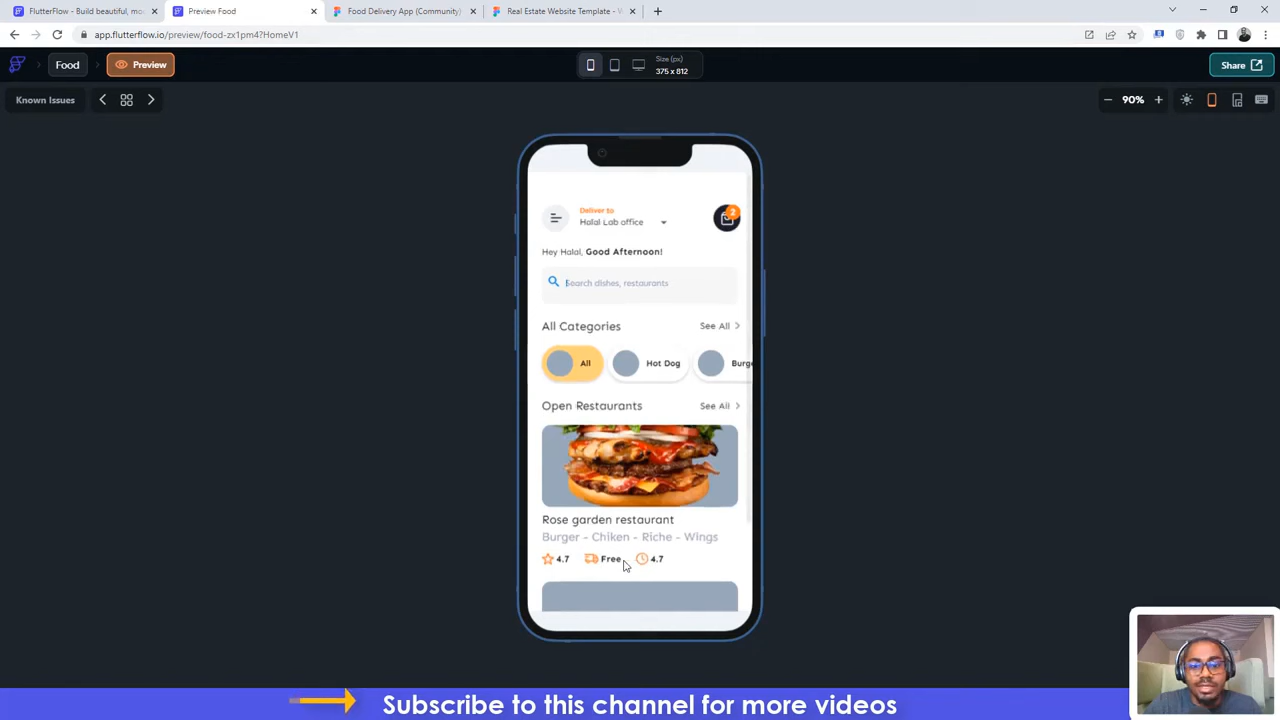 FlutterFlow - Build beautiful, mo
Preview Food
Food Delivery App (Community)
Real Estate Website Template - V
app.flutterflow.io/preview/food-zx1pm4?HomeV1
Food
Preview
Size (px)
375 x 812
Share
Known Issues
90%
Deliver to
Halal Lab office
2
Hey Halal, Good Afternoon!
Search dishes, restaurants
All Categories
See All
All
Hot Dog
Burge
Open Restaurants
See All
Rose garden restaurant
Burger - Chiken - Riche - Wings
4.7
Free
4.7
Subscribe to this channel for more videos